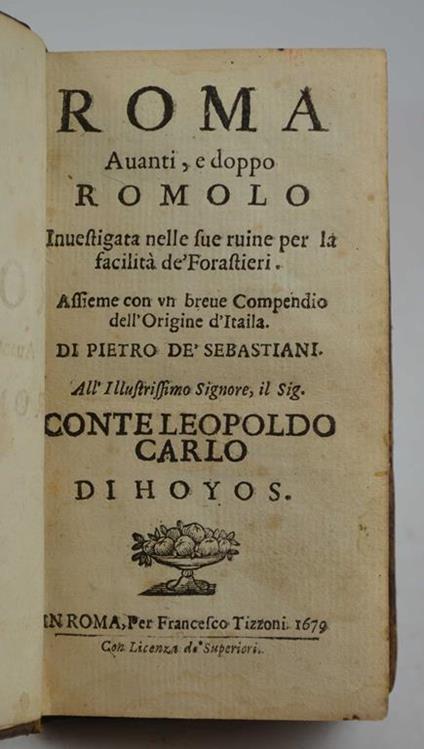 ROMA
Auanti, e doppo
ROMOLO
Inueſtigata nelle ſue ruine per la
facilità de'Foraſtieri.
Aſſieme con vn breue Compendio
dell'Origine d'Itaila.
DI PIETRO DE' SEBASTIANI.
All' Illuſtriſſimo Signore, il Sig.
CONTE LEOPOLDO
CARLO
DI HOYOS.
IN ROMA, Per Franceſco Tizzoni. 1679
Con Licenza de' Superiori.